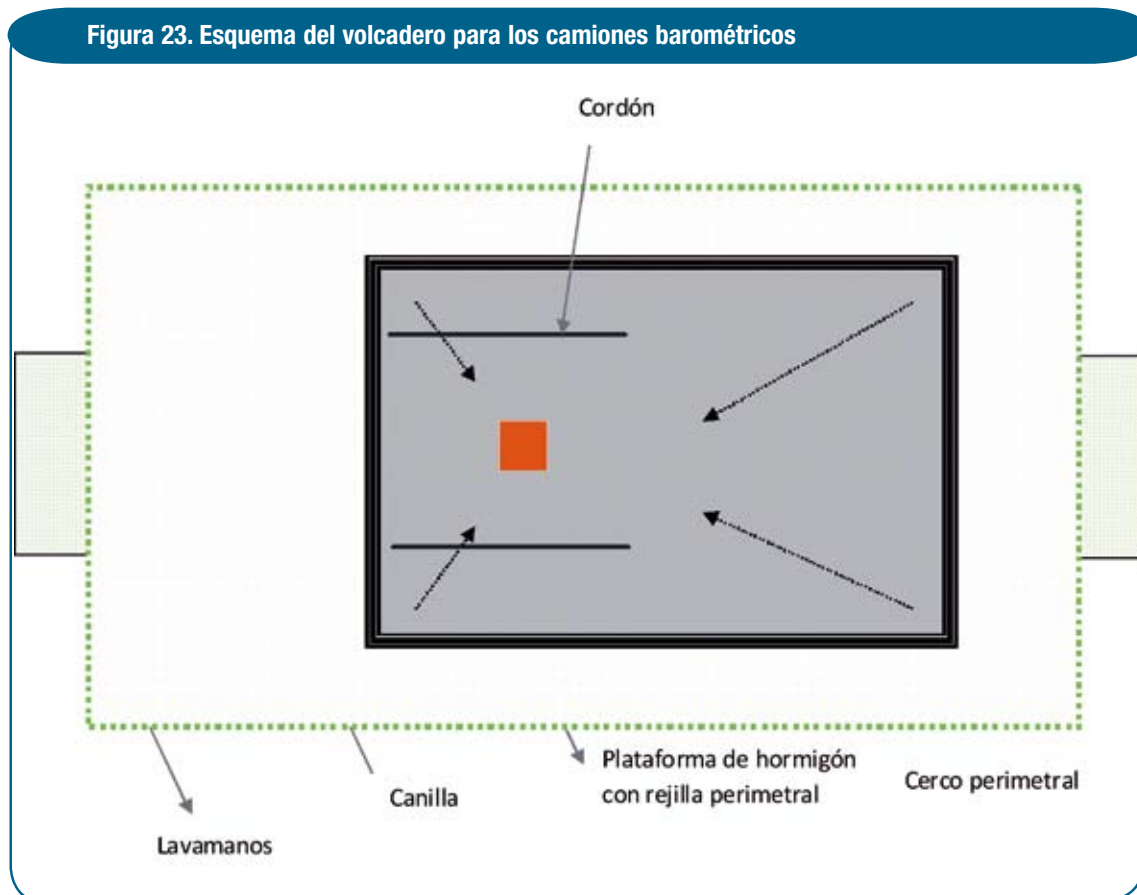 Figura 23. Esquema del volcadero para los camiones barométricos
Cordón
Plataforma de hormigón
con rejilla perimetral
Cerco perimetral
Canilla
Lavamanos